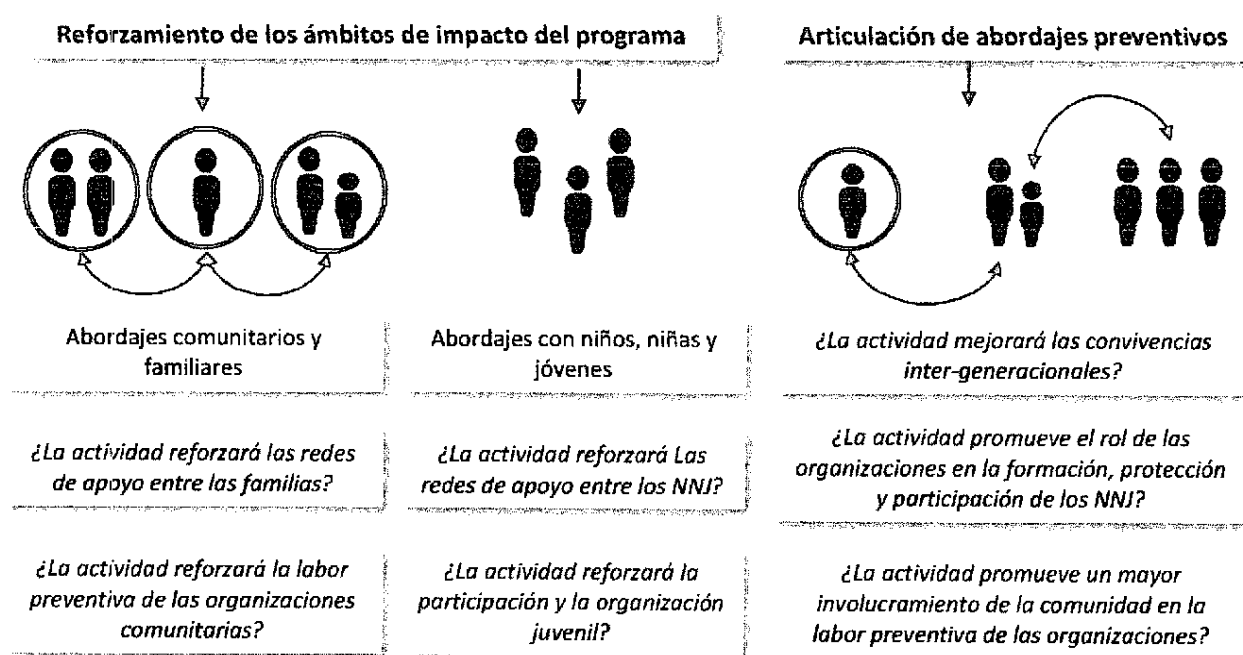 Reforzamiento de los ámbitos de impacto del programa
Articulación de abordajes preventivos
Abordajes comunitarios y
familiares
Abordajes con niños, niñas y
jóvenes
¿La actividad mejorará las convivencias
inter-generacionales?
¿La actividad reforzará las redes
de apoyo entre las familias?
¿La actividad reforzará Las
redes de apoyo entre los NNJ?
¿La actividad promueve el rol de las
organizaciones en la formación, protección
y participación de los NNJ?
¿La actividad reforzará la labor
preventiva de las organizaciones
comunitarias?
¿La actividad reforzará la
participación y la organización
juvenil?
¿La actividad promueve un mayor
involucramiento de la comunidad en la
labor preventiva de las organizaciones?